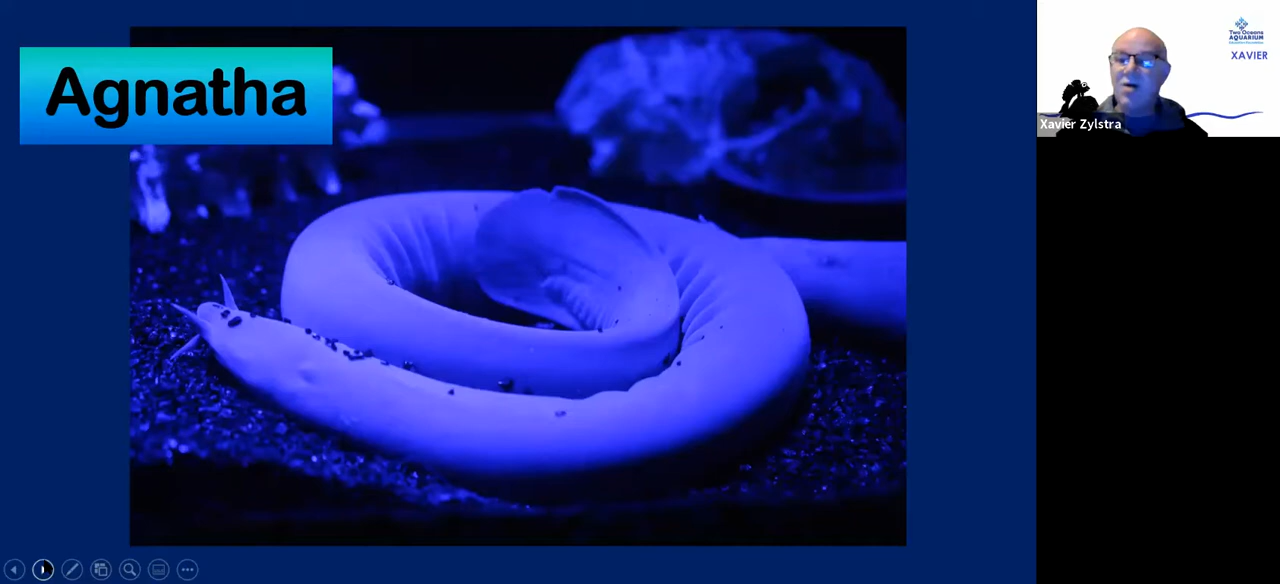 Agnatha
Two Oceans
AQUARIUM
XAVIER
Xavier Zylstra